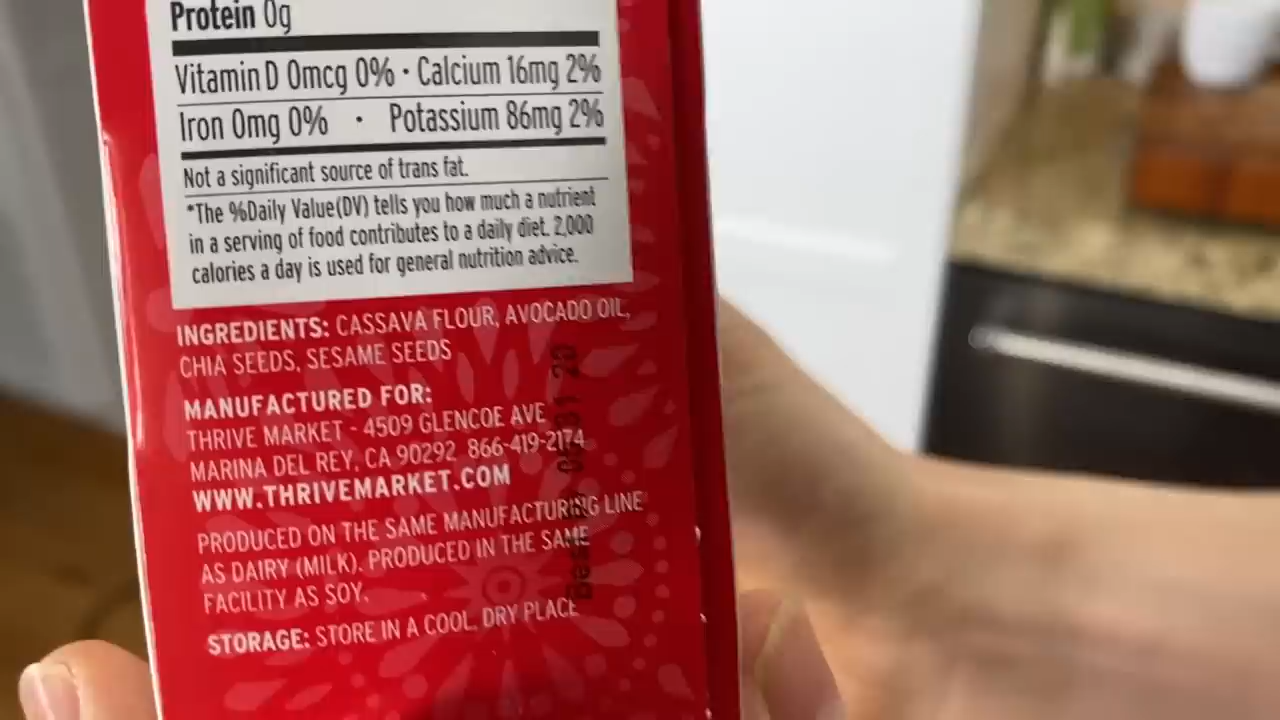 Protein 0g
Vitamin D 0mcg 0% · Calcium 16mg 2%
Iron 0mg 0% · Potassium 86mg 2%
Not a significant source of trans fat.
*The %Daily Value(DV) tells you how much a nutrient
in a serving of food contributes to a daily diet. 2,000
calories a day is used for general nutrition advice.
INGREDIENTS: CASSAVA FLOUR, AVOCADO OIL,
CHIA SEEDS, SESAME SEEDS
MANUFACTURED FOR:
THRIVE MARKET - 4509 GLENCOE AVE
MARINA DEL REY, CA 90292 866-419-2174
WWW.THRIVEMARKET.COM
PRODUCED ON THE SAME MANUFACTURING LINE
AS DAIRY (MILK). PRODUCED IN THE SAME
FACILITY AS SOY.
STORAGE: STORE IN A COOL, DRY PLACE